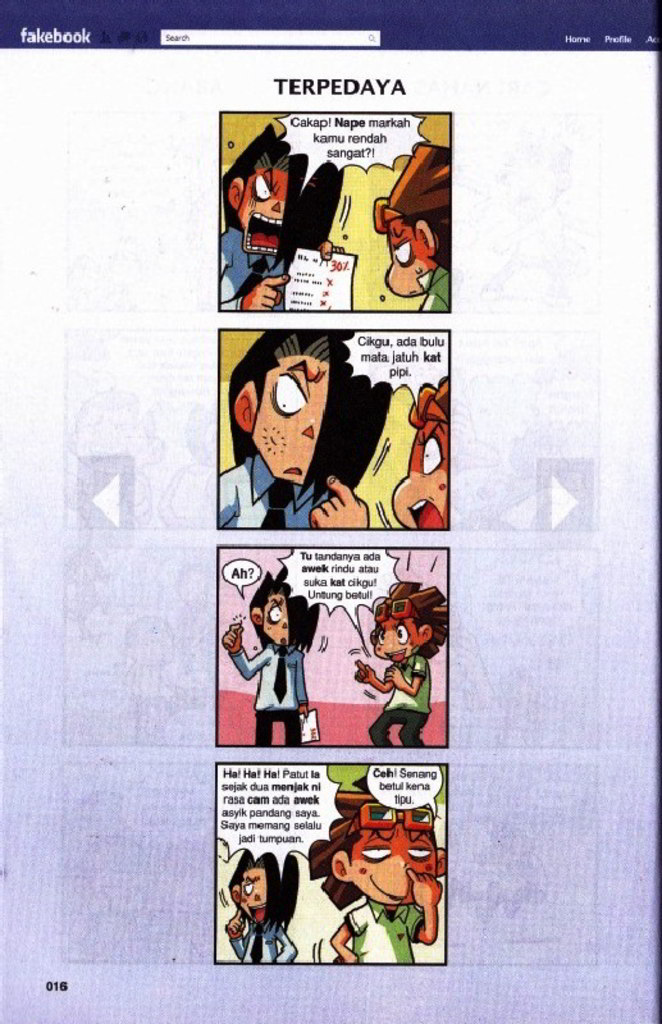 fakebook
Search
Home Profile
TERPEDAYA
Cakap! Nape markah
kamu rendah
sangat?!
30%
Cikgu, ada bulu
mata jatuh kat
pipi.
Ah?
Tu tandanya ada
awek rindu atau
suka kat cikgu!
Untung betul!
Ha! Ha! Ha! Patut la
sejak dua menjak ni
rasa cam ada awek
asyik pandang saya.
Saya memang selalu
jadi tumpuan.
Ceh! Senang
betul kena
tipu.
016